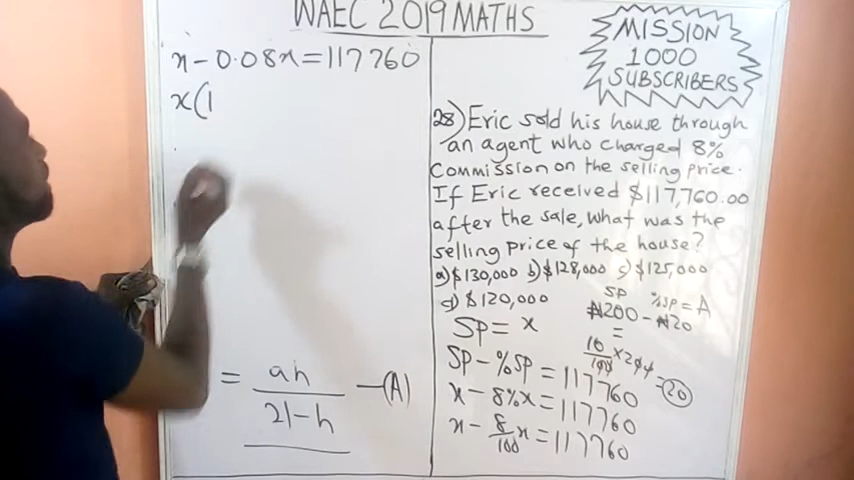 WAEC 2019 MATHS
MISSION
1000
SUBSCRIBERS
x - 0.08x = 117760
x(1
= ah
2l - h
—(A)
28) Eric sold his house through
an agent who charged 8%
Commission on the selling price.
If Eric received $117,760.00
after the sale, what was the
selling price of the house?
a) $130,000 b) $128,000 c) $125,000
d) $120,000
SP = x
SP - %SP = 117760
x - 8%x = 117760
x - 8/100 x = 117760
SP %SP = A
₦200 - ₦20
=
10/100 × 200 = 20